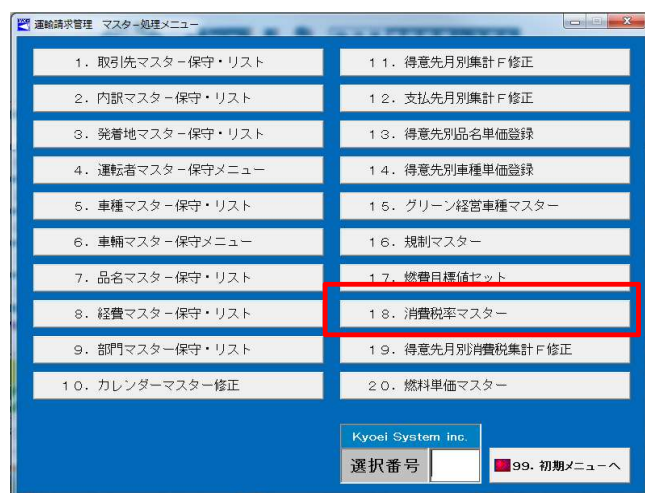 運輸請求管理 マスター処理メニュー
1. 取引先マスター保守・リスト
2. 内訳マスター保守・リスト
3. 発着地マスター保守・リスト
4. 運転者マスター保守メニュー
5. 車種マスター保守・リスト
6. 車輌マスター保守メニュー
7. 品名マスター保守・リスト
8. 経費マスター保守・リスト
9. 部門マスター保守・リスト
10. カレンダーマスター修正
11. 得意先月別集計F修正
12. 支払先月別集計F修正
13. 得意先別品名単価登録
14. 得意先別車種単価登録
15. グリーン経営車種マスター
16. 規制マスター
17. 燃費目標値セット
18. 消費税率マスター
19. 得意先月別消費税集計F修正
20. 燃料単価マスター
Kyoei System inc.
選択番号
99. 初期メニューへ